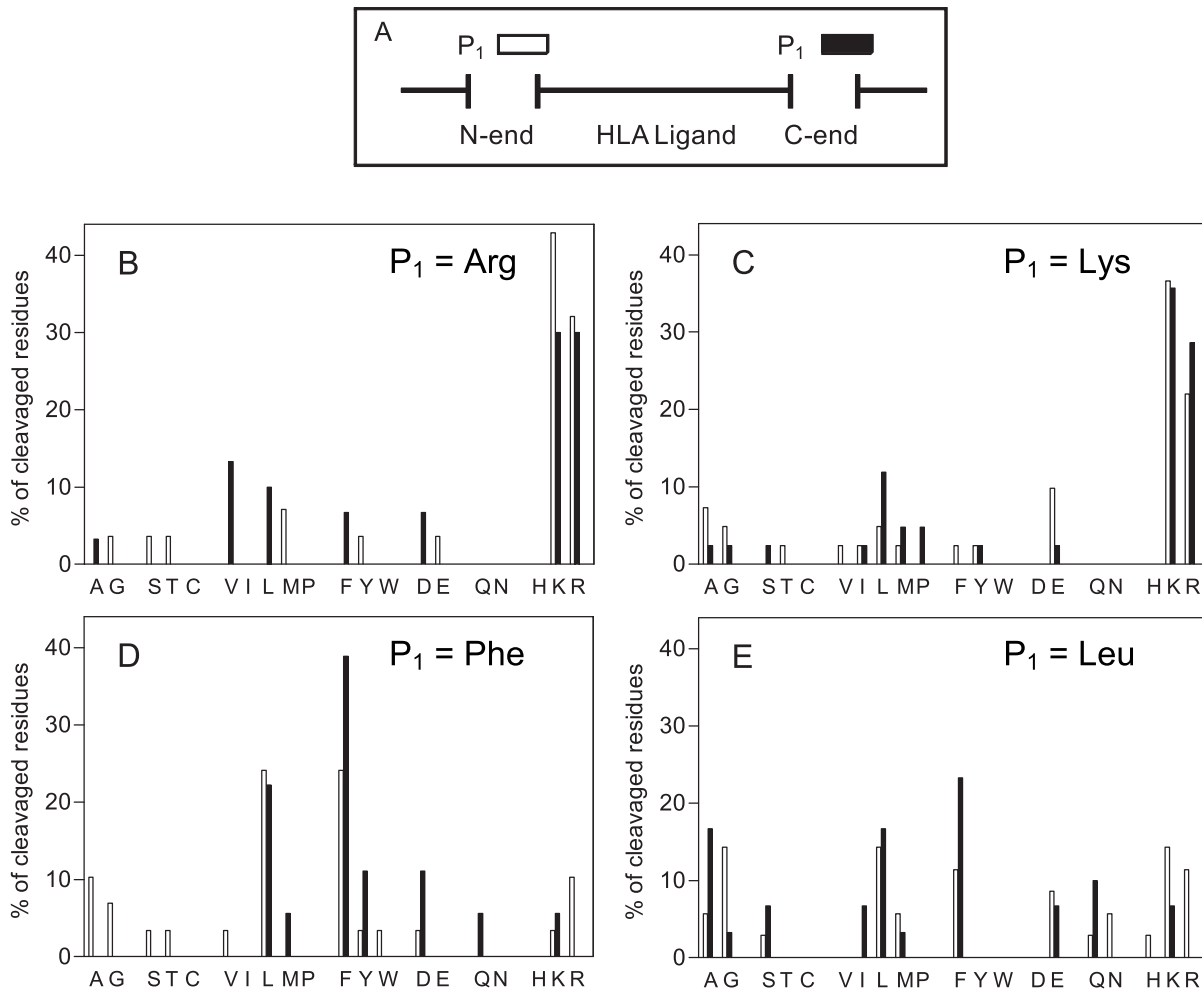 A
P1 P1
N-end HLA Ligand C-end
B P1 = Arg
% of cleavaged residues
40
30
20
10
0
A G S T C V I L M P F Y W D E Q N H K R
C P1 = Lys
% of cleavaged residues
40
30
20
10
0
A G S T C V I L M P F Y W D E Q N H K R
D P1 = Phe
% of cleavaged residues
40
30
20
10
0
A G S T C V I L M P F Y W D E Q N H K R
E P1 = Leu
% of cleavaged residues
40
30
20
10
0
A G S T C V I L M P F Y W D E Q N H K R